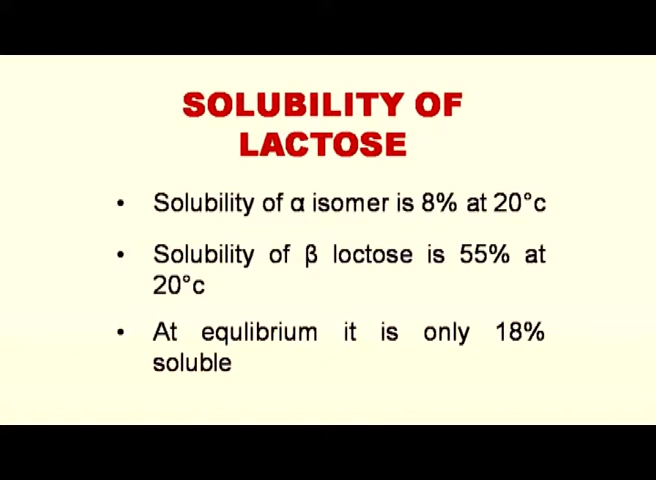 SOLUBILITY OF
LACTOSE
• Solubility of α isomer is 8% at 20°c
• Solubility of β loctose is 55% at
20°c
• At equlibrium it is only 18%
soluble